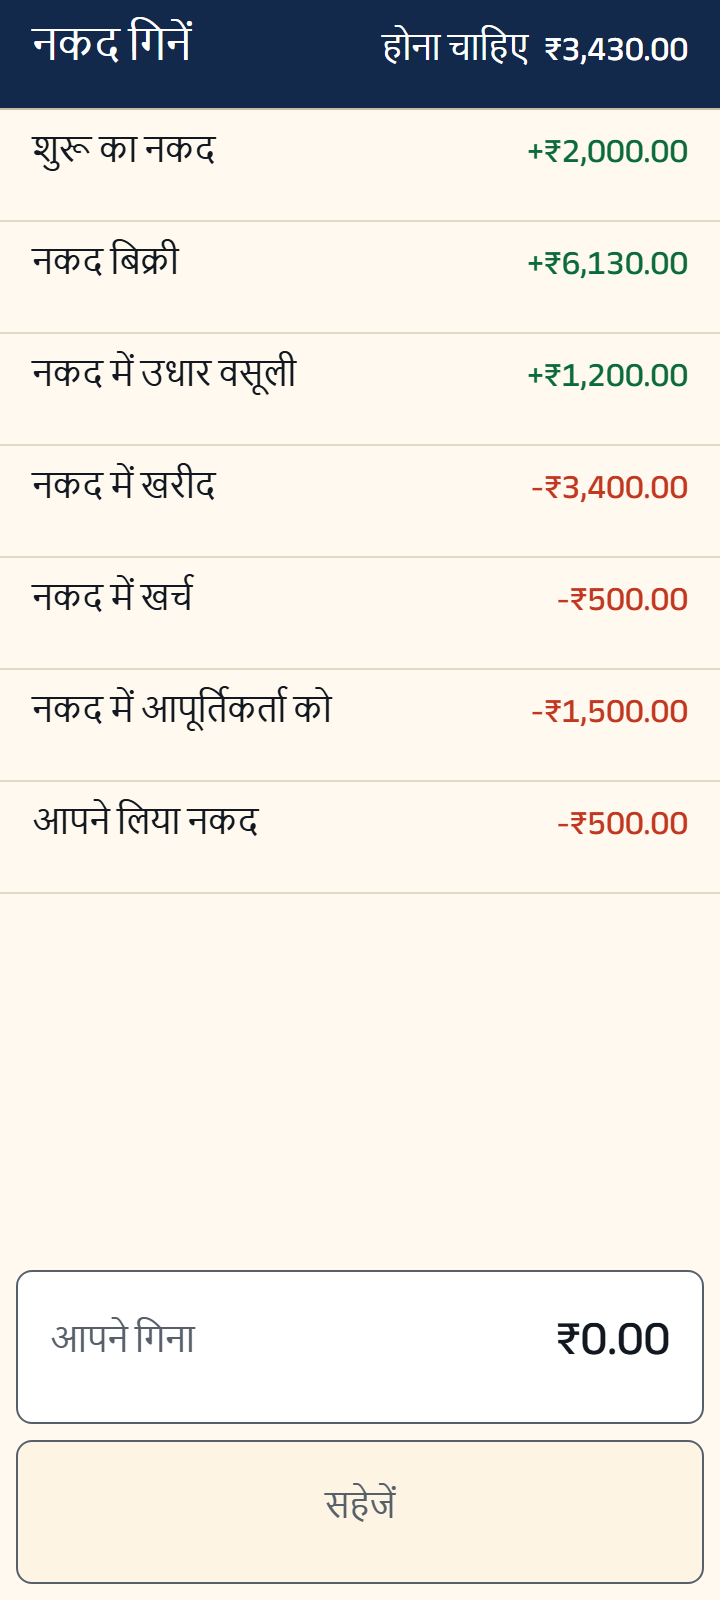 नकद गिनें होना चाहिए ₹3,430.00
शुरू का नकद +₹2,000.00
नकद बिक्री +₹6,130.00
नकद में उधार वसूली +₹1,200.00
नकद में खरीद -₹3,400.00
नकद में खर्च -₹500.00
नकद में आपूर्तिकर्ता को -₹1,500.00
आपने लिया नकद -₹500.00
आपने गिना ₹0.00
सहेजें